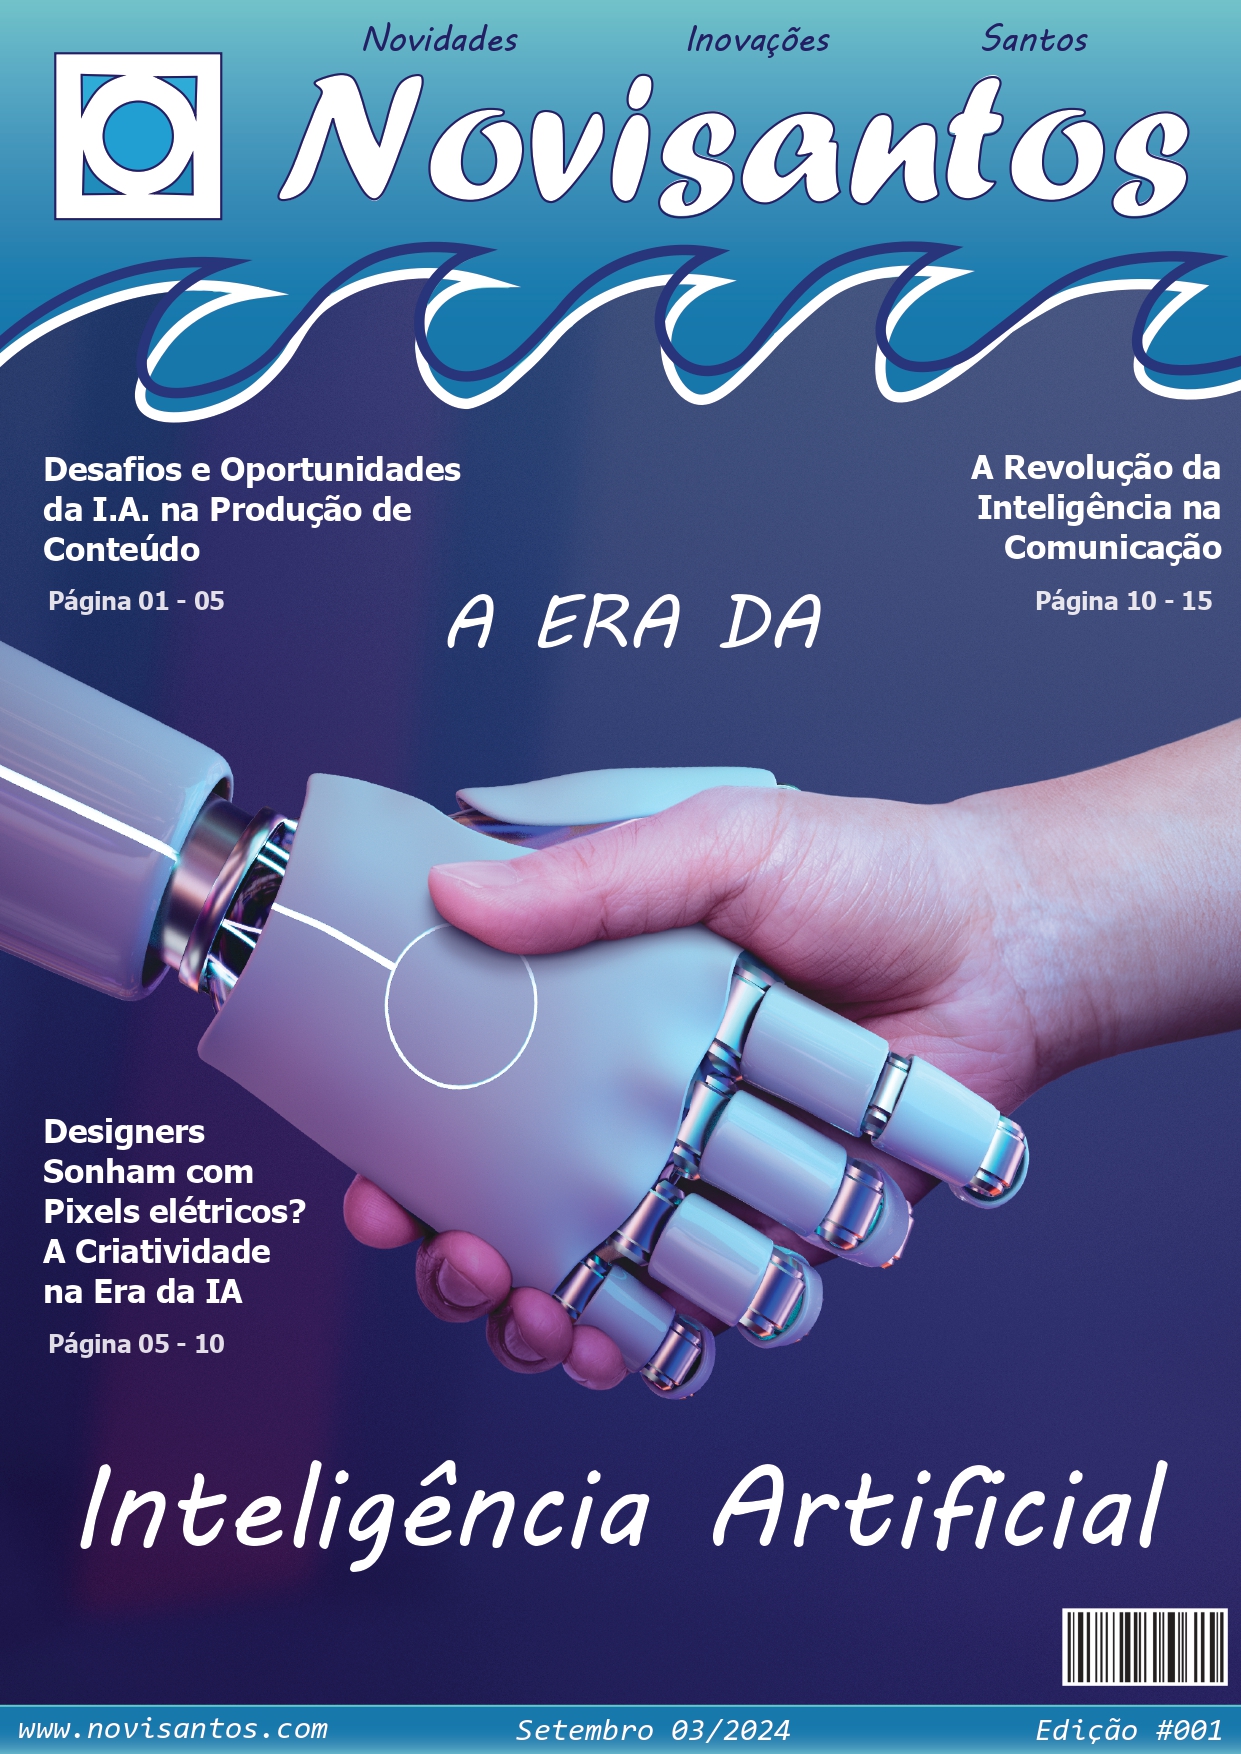 Novidades Inovações Santos
Novisantos
Desafios e Oportunidades
da I.A. na Produção de
Conteúdo
Página 01 - 05
A Revolução da
Inteligência na
Comunicação
Página 10 - 15
A ERA DA
Designers
Sonham com
Pixels elétricos?
A Criatividade
na Era da IA
Página 05 - 10
Inteligência Artificial
www.novisantos.com Setembro 03/2024 Edição #001